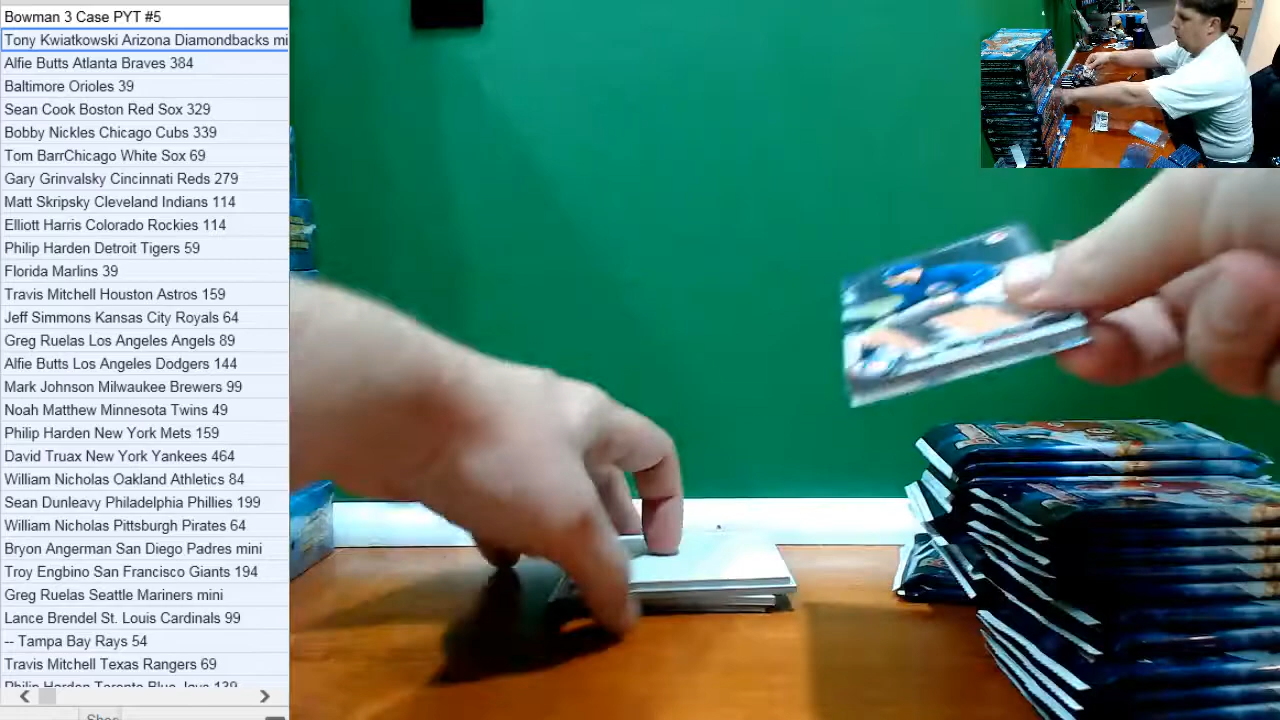 Bowman 3 Case PYT #5
Tony Kwiatkowski Arizona Diamondbacks mi
Alfie Butts Atlanta Braves 384
Baltimore Orioles 39
Sean Cook Boston Red Sox 329
Bobby Nickles Chicago Cubs 339
Tom BarrChicago White Sox 69
Gary Grinvalsky Cincinnati Reds 279
Matt Skripsky Cleveland Indians 114
Elliott Harris Colorado Rockies 114
Philip Harden Detroit Tigers 59
Florida Marlins 39
Travis Mitchell Houston Astros 159
Jeff Simmons Kansas City Royals 64
Greg Ruelas Los Angeles Angels 89
Alfie Butts Los Angeles Dodgers 144
Mark Johnson Milwaukee Brewers 99
Noah Matthew Minnesota Twins 49
Philip Harden New York Mets 159
David Truax New York Yankees 464
William Nicholas Oakland Athletics 84
Sean Dunleavy Philadelphia Phillies 199
William Nicholas Pittsburgh Pirates 64
Bryon Angerman San Diego Padres mini
Troy Engbino San Francisco Giants 194
Greg Ruelas Seattle Mariners mini
Lance Brendel St. Louis Cardinals 99
-- Tampa Bay Rays 54
Travis Mitchell Texas Rangers 69
Philip Harden Toronto Blue Jays 139